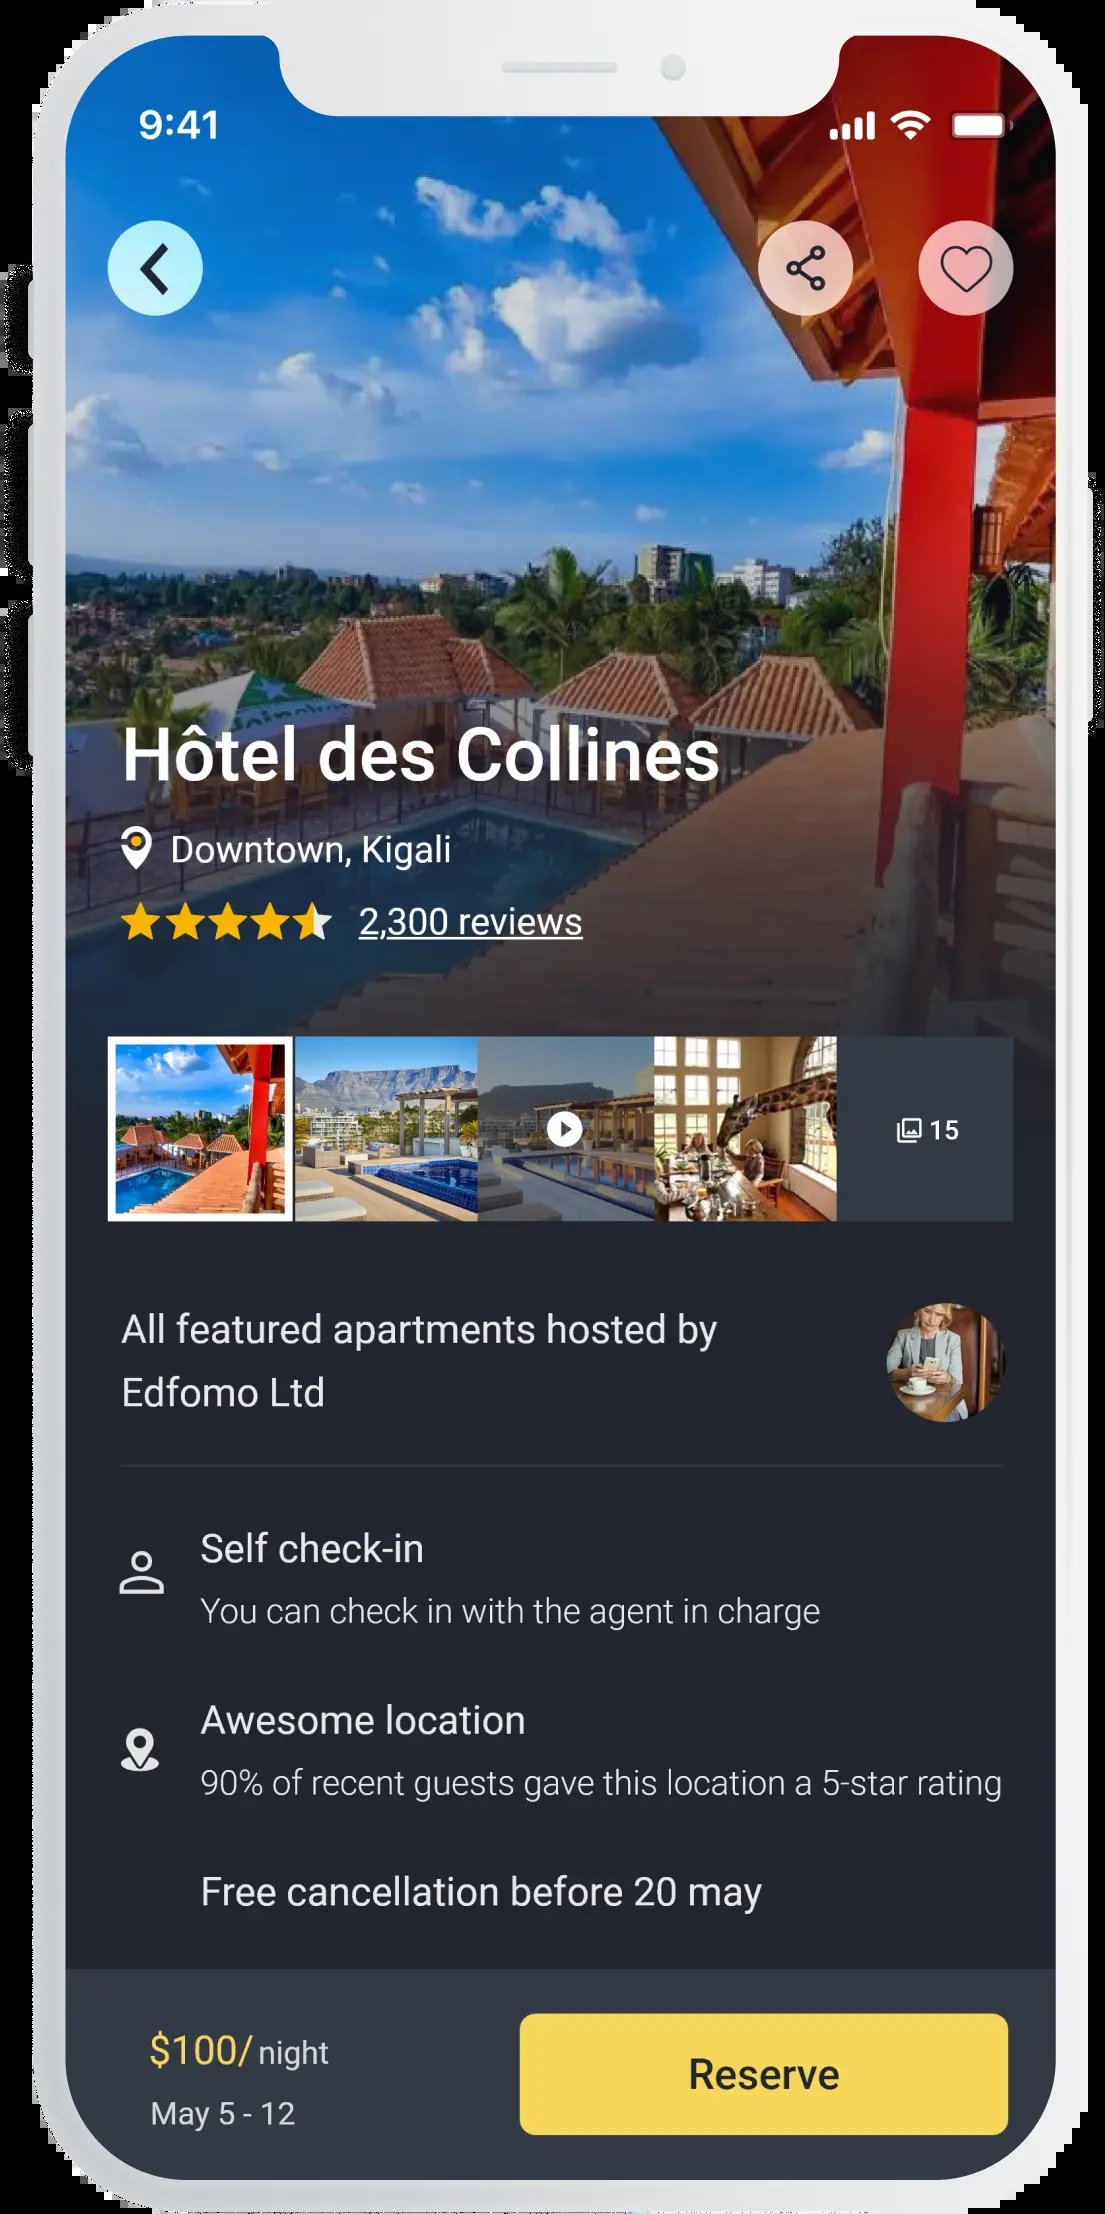 9:41
Hôtel des Collines
Downtown, Kigali
2,300 reviews
15
All featured apartments hosted by
Edfomo Ltd
Self check-in
You can check in with the agent in charge
Awesome location
90% of recent guests gave this location a 5-star rating
Free cancellation before 20 may
$100/ night
Reserve
May 5 - 12